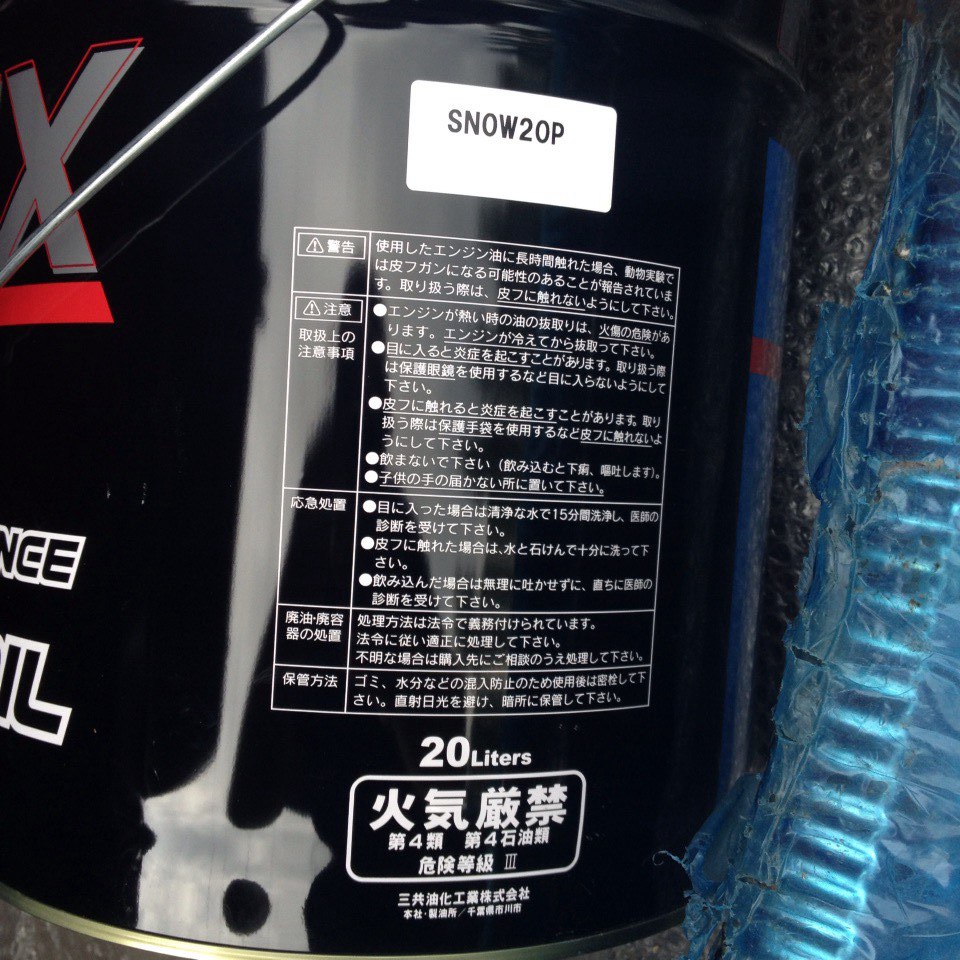 X
SNOW20P
警告
使用したエンジン油に長時間触れた場合、動物実験で
は皮フガンになる可能性のあることが報告されていま
す。取り扱う際は、皮フに触れないようにして下さい。
注意
取扱上の
注意事項
●エンジンが熱い時の油の抜取りは、火傷の危険があ
ります。エンジンが冷えてから抜取って下さい。
●目に入ると炎症を起こすことがあります。取り扱う際
は保護眼鏡を使用するなど目に入らないようにして
下さい。
●皮フに触れると炎症を起こすことがあります。取り
扱う際は保護手袋を使用するなど皮フに触れないよ
うにして下さい。
●飲まないで下さい（飲み込むと下痢、嘔吐します）。
●子供の手の届かない所に置いて下さい。
応急処置
●目に入った場合は清浄な水で15分間洗浄し、医師の
診断を受けて下さい。
●皮フに触れた場合は、水と石けんで十分に洗って下
さい。
●飲み込んだ場合は無理に吐かせずに、直ちに医師の
診断を受けて下さい。
廃油・廃容
器の処置
処理方法は法令で義務付けられています。
法令に従い適正に処理して下さい。
不明な場合は購入先にご相談のうえ処理して下さい。
保管方法
ゴミ、水分などの混入防止のため使用後は密栓して下
さい。直射日光を避け、暗所に保管して下さい。
NCE
OIL
20Liters
火気厳禁
第4類 第4石油類
危険等級 Ⅲ
三共油化工業株式会社
本社・製油所／千葉県市川市